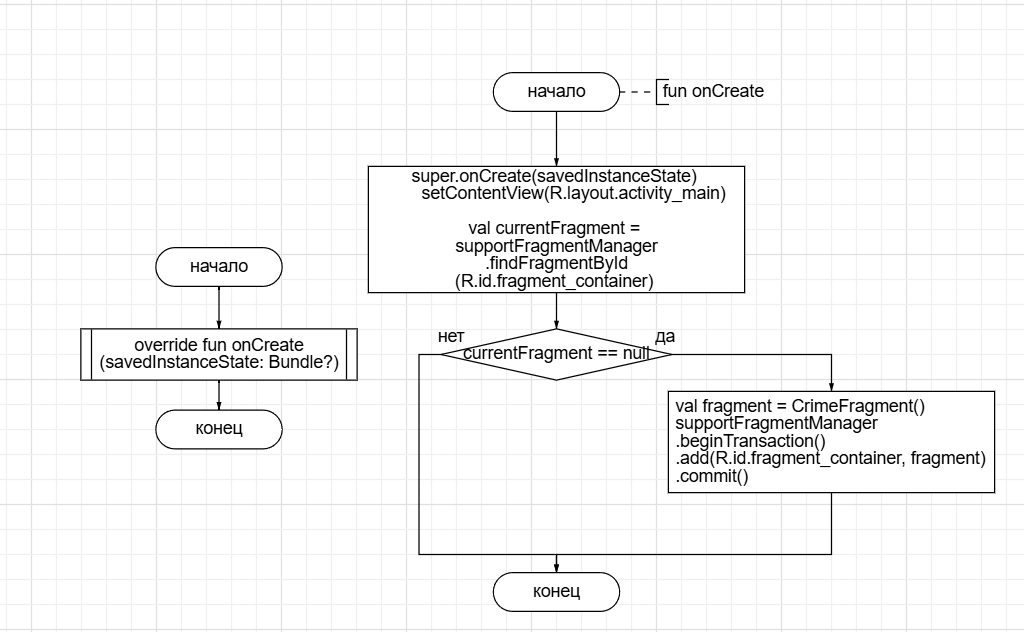 начало
fun onCreate
super.onCreate(savedInstanceState)
setContentView(R.layout.activity_main)
val currentFragment =
supportFragmentManager
.findFragmentById
(R.id.fragment_container)
нет
да
currentFragment == null
val fragment = CrimeFragment()
supportFragmentManager
.beginTransaction()
.add(R.id.fragment_container, fragment)
.commit()
конец
начало
override fun onCreate
(savedInstanceState: Bundle?)
конец